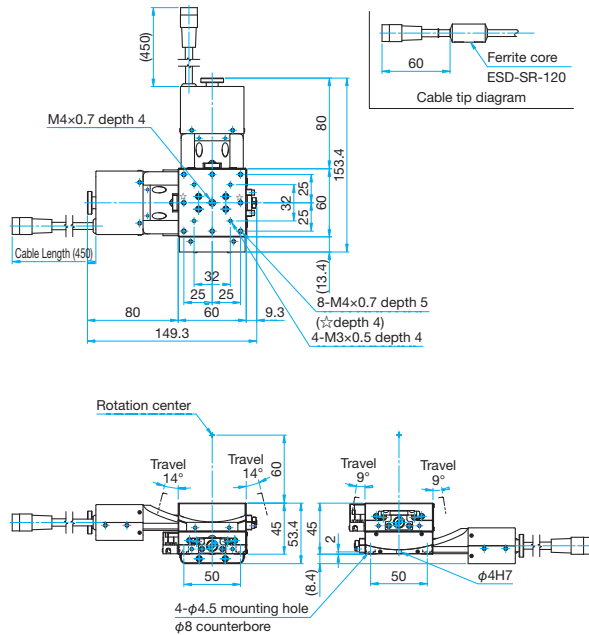 (450)
60
Ferrite core
ESD-SR-120
Cable tip diagram
M4×0.7 depth 4
80
153.4
25
32
60
25
Cable Length (450)
(13.4)
32
25 25
8-M4×0.7 depth 5
80 60 9.3
(☆depth 4)
149.3
4-M3×0.5 depth 4
Rotation center
60
Travel
14°
Travel
14°
Travel
9°
Travel
9°
45
53.4
45
2
50
(8.4)
50
φ4H7
4-φ4.5 mounting hole
φ8 counterbore